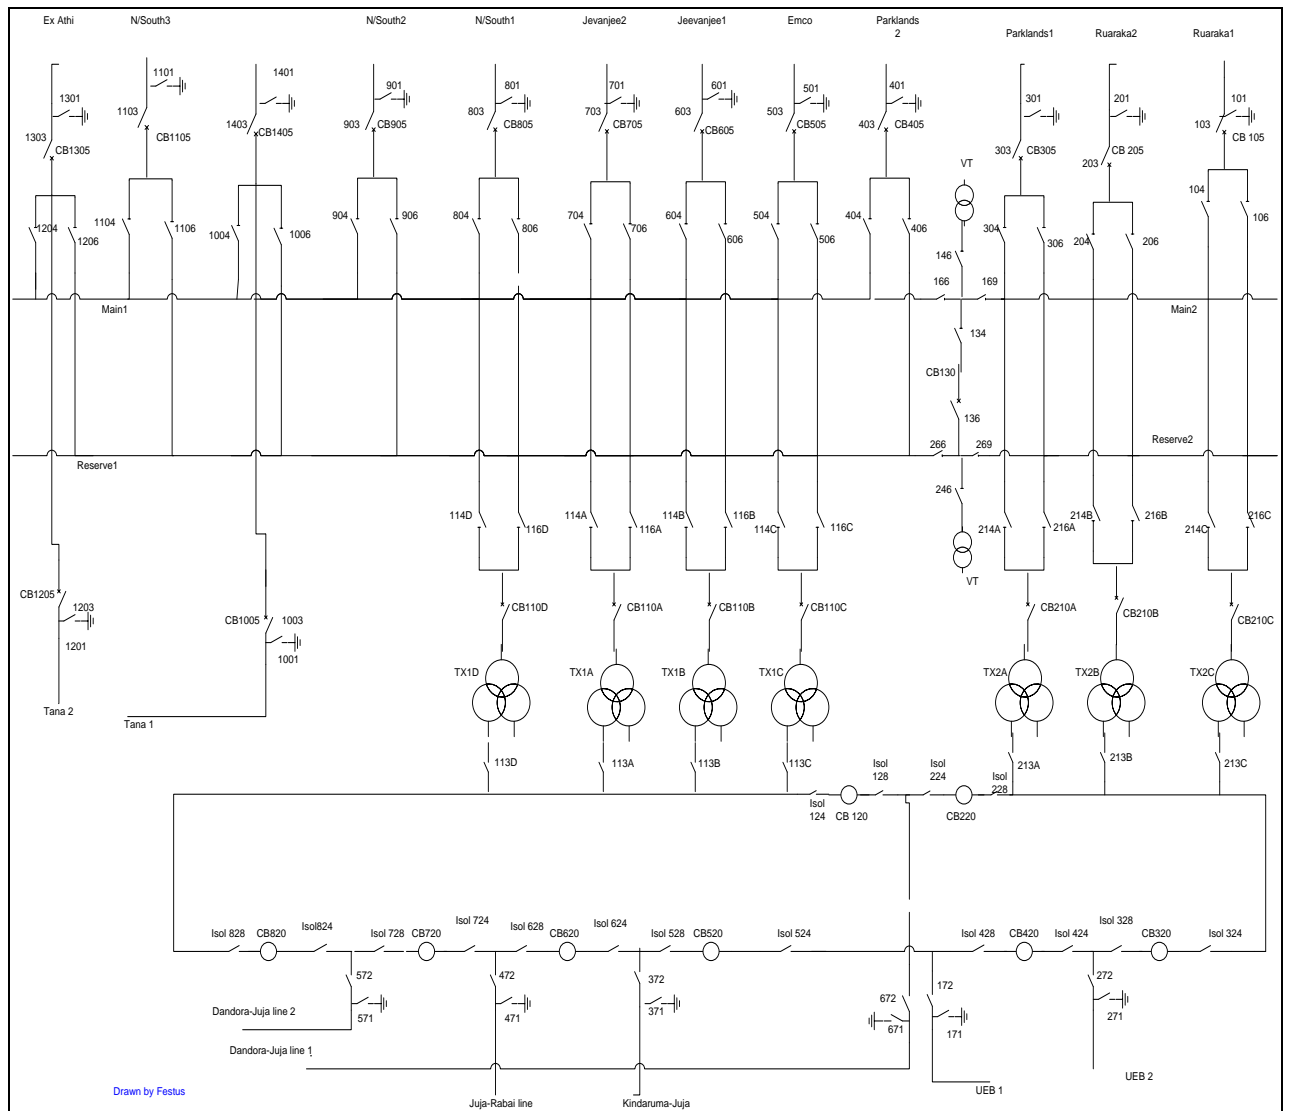 Ex Athi
N/South3
N/South2
N/South1
Jevanjee2
Jeevanjee1
Emco
Parklands
2
Parklands1
Ruaraka2
Ruaraka1
1301
1303
CB1305
1101
1103
CB1105
1401
1403
CB1405
901
903
CB905
801
803
CB805
701
703
CB705
601
603
CB605
501
503
CB505
401
403
CB405
301
303
CB305
201
203
CB 205
101
103
CB 105
VT
1204
1206
1104
1106
1004
1006
904
906
804
806
704
706
604
606
504
506
404
406
304
306
204
206
104
106
146
166
169
Main1
Main2
134
CB130
136
Reserve1
Reserve2
266
269
246
VT
114D
116D
114A
116A
114B
116B
114C
116C
214A
216A
214B
216B
214C
216C
CB1205
1203
1201
Tana 2
CB1005
1003
1001
Tana 1
CB110D
CB110A
CB110B
CB110C
CB210A
CB210B
CB210C
TX1D
TX1A
TX1B
TX1C
TX2A
TX2B
TX2C
113D
113A
113B
113C
213A
213B
213C
Isol
124
CB 120
Isol
128
Isol
224
CB220
Isol
228
Isol 828
CB820
Isol824
Isol 728
CB720
Isol 724
Isol 628
CB620
Isol 624
Isol 528
CB520
Isol 524
Isol 428
CB420
Isol 424
Isol 328
CB320
Isol 324
572
571
472
471
372
371
672
671
172
171
272
271
Dandora-Juja line 2
Dandora-Juja line 1
Juja-Rabai line
Kindaruma-Juja
UEB 1
UEB 2
Drawn by Festus